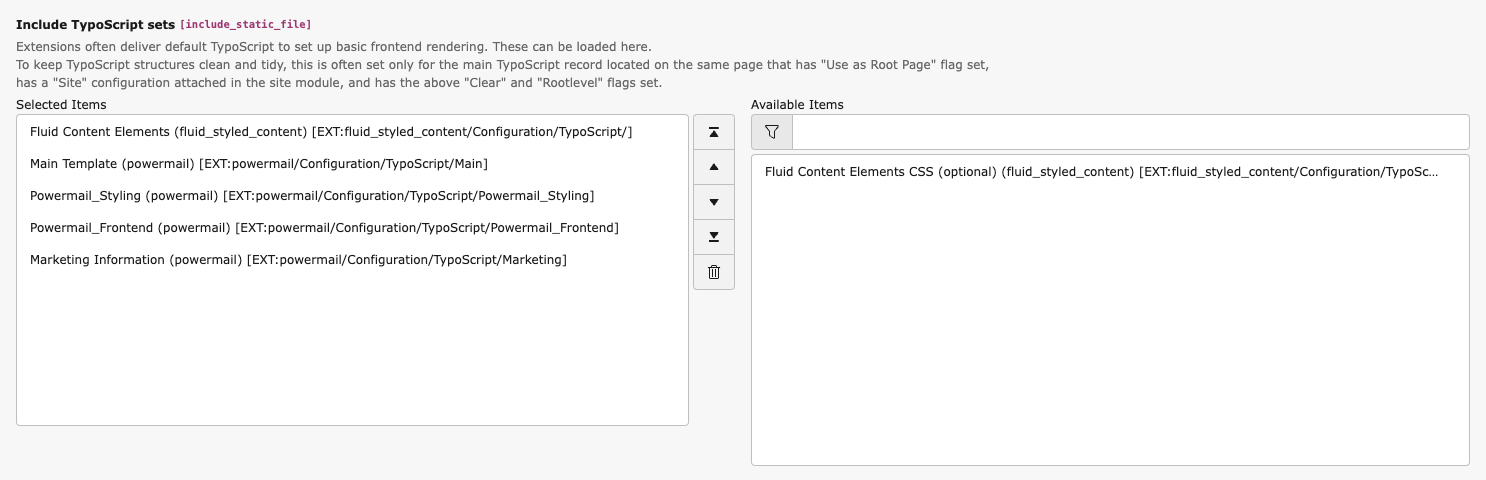 Include TypoScript sets [include_static_file]
Extensions often deliver default TypoScript to set up basic frontend rendering. These can be loaded here.
To keep TypoScript structures clean and tidy, this is often set only for the main TypoScript record located on the same page that has "Use as Root Page" flag set,
has a "Site" configuration attached in the site module, and has the above "Clear" and "Rootlevel" flags set.
Selected Items
Fluid Content Elements (fluid_styled_content) [EXT:fluid_styled_content/Configuration/TypoScript/]
Main Template (powermail) [EXT:powermail/Configuration/TypoScript/Main]
Powermail_Styling (powermail) [EXT:powermail/Configuration/TypoScript/Powermail_Styling]
Powermail_Frontend (powermail) [EXT:powermail/Configuration/TypoScript/Powermail_Frontend]
Marketing Information (powermail) [EXT:powermail/Configuration/TypoScript/Marketing]
Available Items
Fluid Content Elements CSS (optional) (fluid_styled_content) [EXT:fluid_styled_content/Configuration/TypoSc...